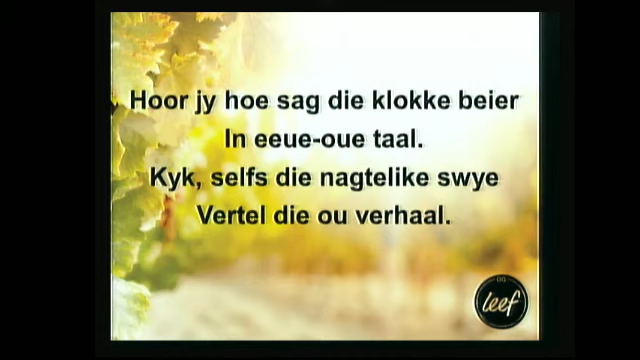 Hoor jy hoe sag die klokke beier
In eeue-oue taal.
Kyk, selfs die nagtelike swye
Vertel die ou verhaal.
leef